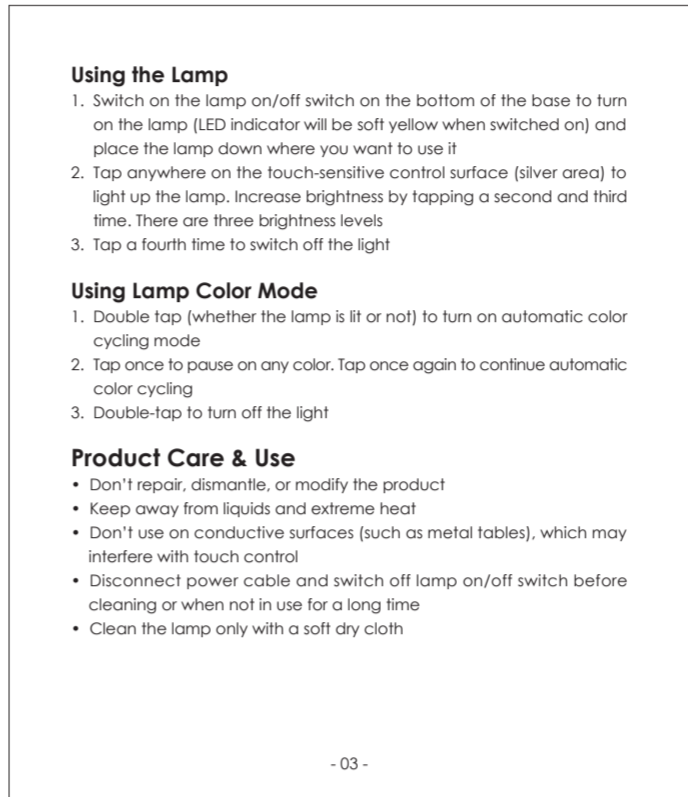 Using the Lamp
1. Switch on the lamp on/off switch on the bottom of the base to turn
on the lamp (LED indicator will be soft yellow when switched on) and
place the lamp down where you want to use it
2. Tap anywhere on the touch-sensitive control surface (silver area) to
light up the lamp. Increase brightness by tapping a second and third
time. There are three brightness levels
3. Tap a fourth time to switch off the light
Using Lamp Color Mode
1. Double tap (whether the lamp is lit or not) to turn on automatic color
cycling mode
2. Tap once to pause on any color. Tap once again to continue automatic
color cycling
3. Double-tap to turn off the light
Product Care & Use
• Don't repair, dismantle, or modify the product
• Keep away from liquids and extreme heat
• Don't use on conductive surfaces (such as metal tables), which may
interfere with touch control
• Disconnect power cable and switch off lamp on/off switch before
cleaning or when not in use for a long time
• Clean the lamp only with a soft dry cloth
- 03 -